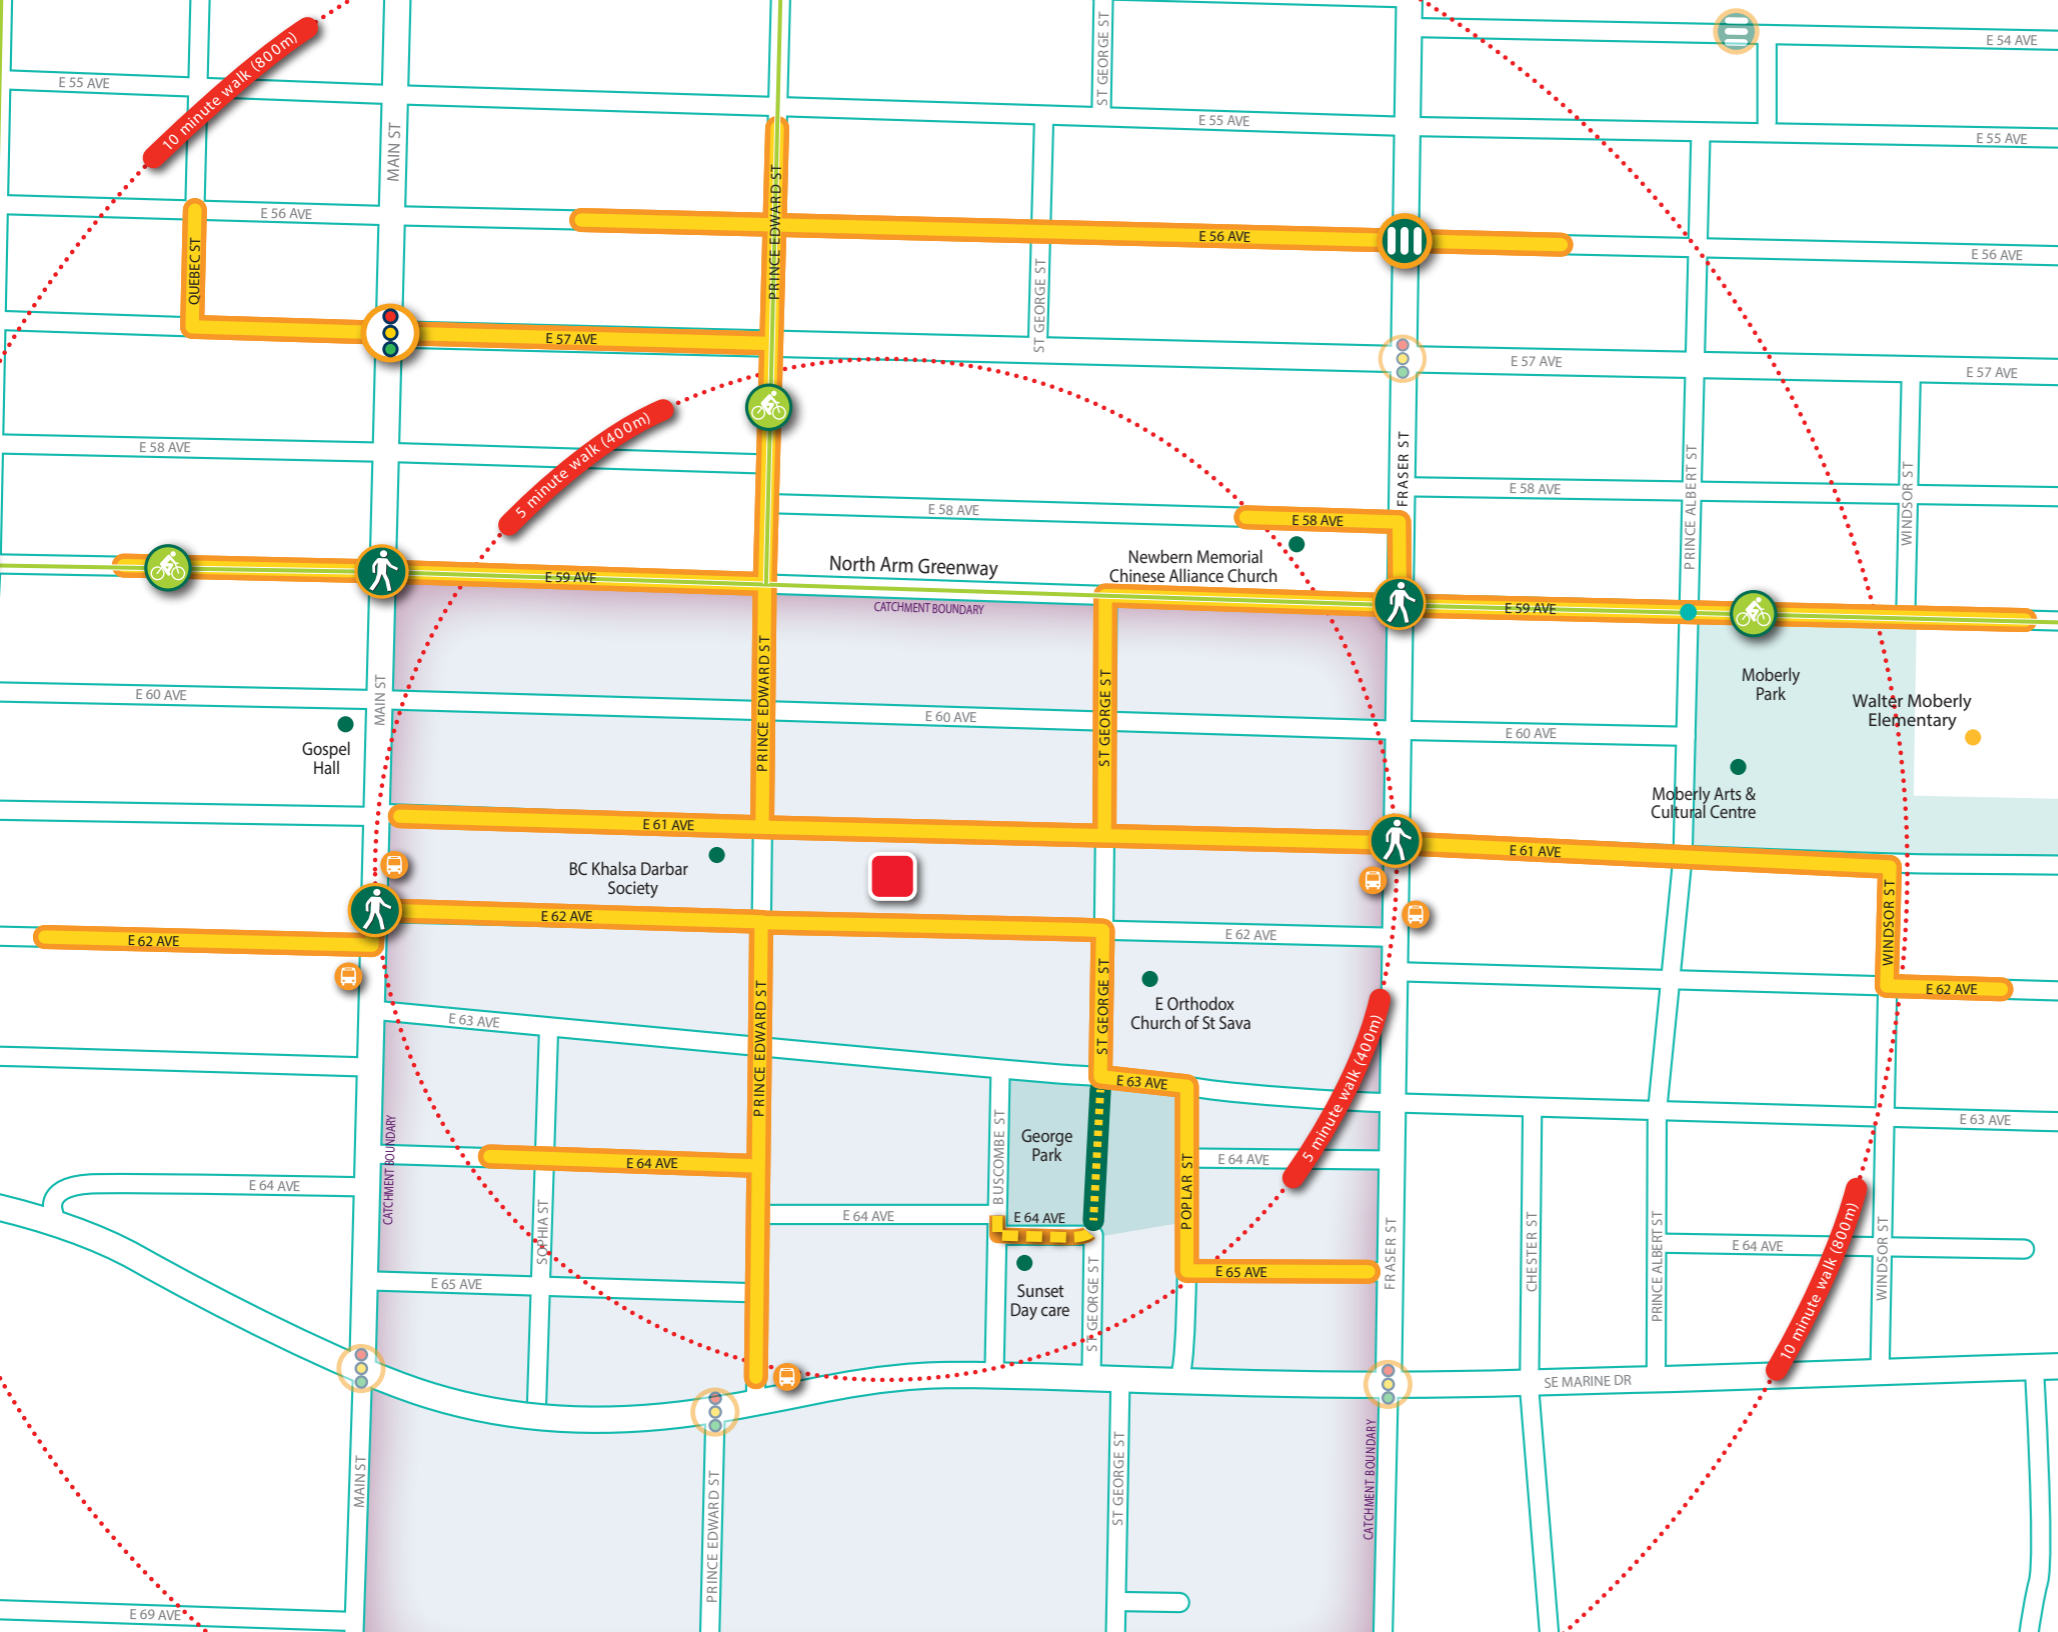 E 54 AVE
10 minute walk (800m)
ST GEORGE ST
E 55 AVE
E 55 AVE
E 55 AVE
MAIN ST
PRINCE EDWARD ST
E 56 AVE
E 56 AVE
E 56 AVE
QUEBEC ST
ST GEORGE ST
E 57 AVE
E 57 AVE
E 57 AVE
5 minute walk (400m)
E 58 AVE
FRASER ST
PRINCE ALBERT ST
WINDSOR ST
E 58 AVE
E 58 AVE
E 58 AVE
North Arm Greenway
Newbern Memorial
Chinese Alliance Church
E 59 AVE
CATCHMENT BOUNDARY
E 59 AVE
MAIN ST
PRINCE EDWARD ST
ST GEORGE ST
Moberly
Park
Walter Moberly
Elementary
E 60 AVE
E 60 AVE
E 60 AVE
Gospel
Hall
Moberly Arts &
Cultural Centre
E 61 AVE
E 61 AVE
BC Khalsa Darbar
Society
WINDSOR ST
E 62 AVE
E 62 AVE
E 62 AVE
E 62 AVE
PRINCE EDWARD ST
ST GEORGE ST
E Orthodox
Church of St Sava
E 63 AVE
5 minute walk (400m)
E 63 AVE
E 63 AVE
CATCHMENT BOUNDARY
BUSCOMBE ST
George
Park
E 64 AVE
E 64 AVE
E 64 AVE
POPLAR ST
SOPHIA ST
E 64 AVE
E 64 AVE
E 64 AVE
FRASER ST
CHESTER ST
PRINCE ALBERT ST
WINDSOR ST
10 minute walk (800m)
E 65 AVE
E 65 AVE
Sunset
Day care
ST GEORGE ST
SE MARINE DR
MAIN ST
PRINCE EDWARD ST
ST GEORGE ST
CATCHMENT BOUNDARY
E 69 AVE